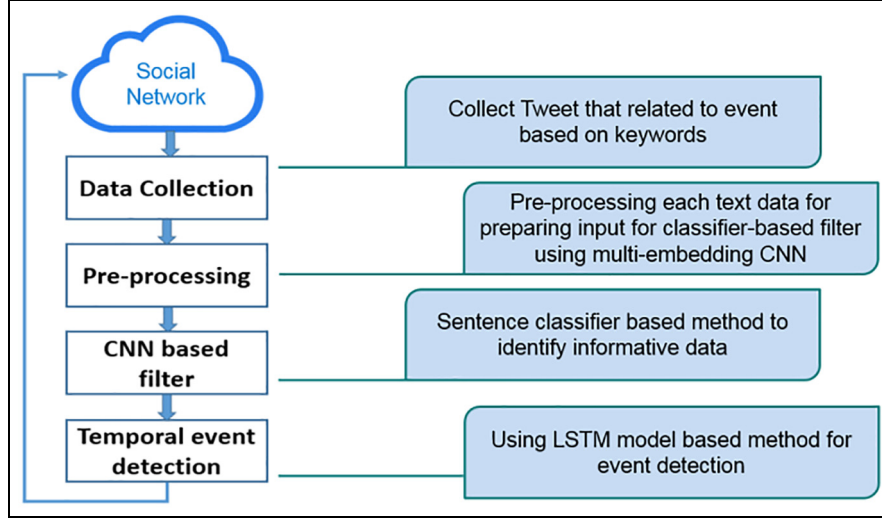 Social
Network
Data Collection
Collect Tweet that related to event
based on keywords
Pre-processing
Pre-processing each text data for
preparing input for classifier-based filter
using multi-embedding CNN
CNN based
filter
Sentence classifier based method to
identify informative data
Temporal event
detection
Using LSTM model based method for
event detection